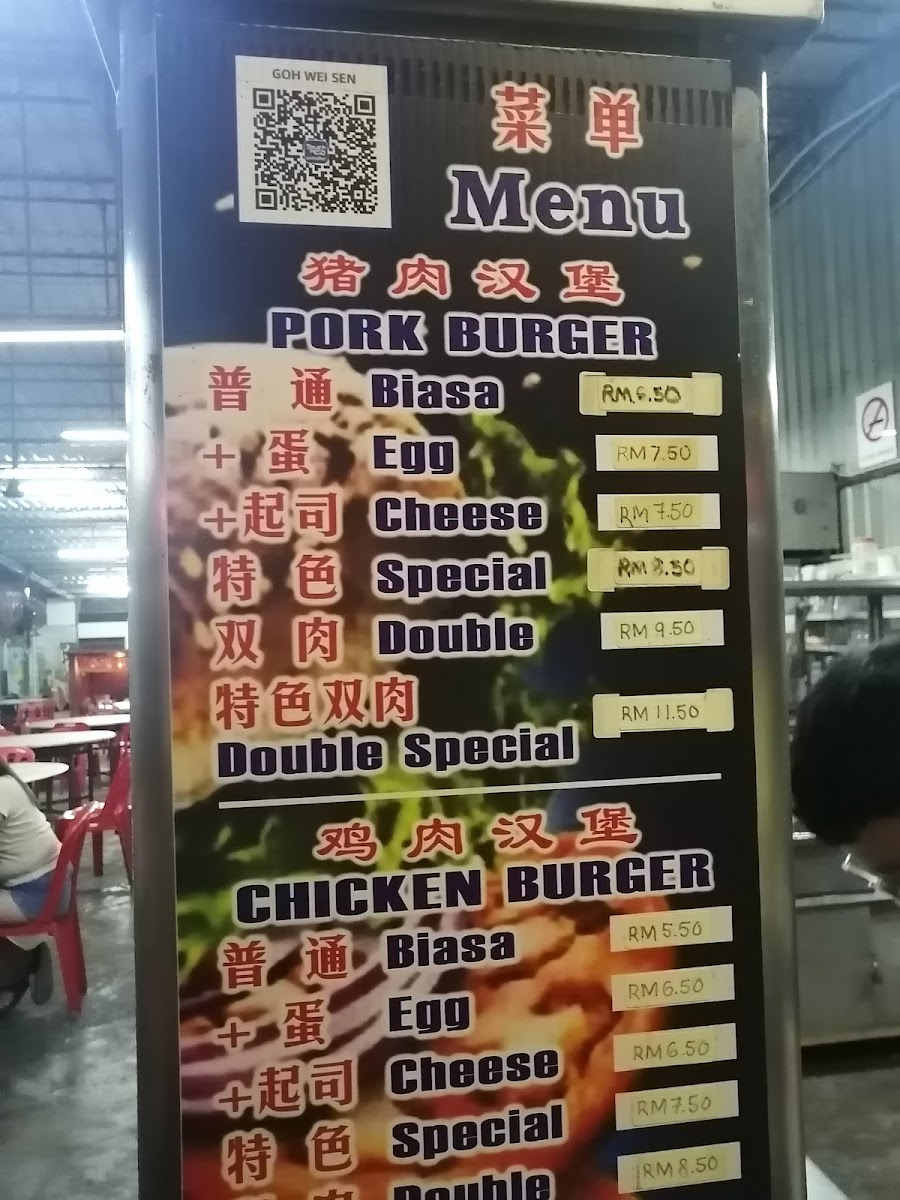 GOH WEI SEN
菜单
Menu
猪肉汉堡
PORK BURGER
普通 Biasa RM6.50
+ 蛋 Egg RM7.50
+起司 Cheese RM7.50
特色 Special RM8.50
双肉 Double RM9.50
特色双肉
Double Special RM11.50
鸡肉汉堡
CHICKEN BURGER
普通 Biasa RM5.50
+ 蛋 Egg RM6.50
+起司 Cheese RM6.50
特色 Special RM7.50
Double RM8.50